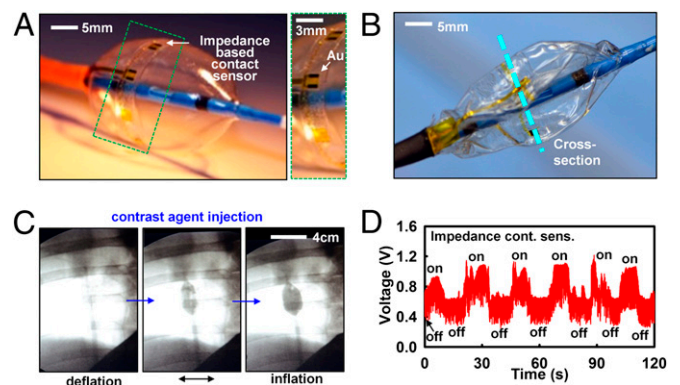 A
5mm
Impedance
based
contact
sensor
3mm
Au
B
5mm
Cross-
section
C
contrast agent injection
4cm
deflation
inflation
D
Impedance cont. sens.
Voltage (V)
1.6
1.2
0.8
0.4
0.0
on on on on on on
off off off off off off off
0 30 60 90 120
Time (s)